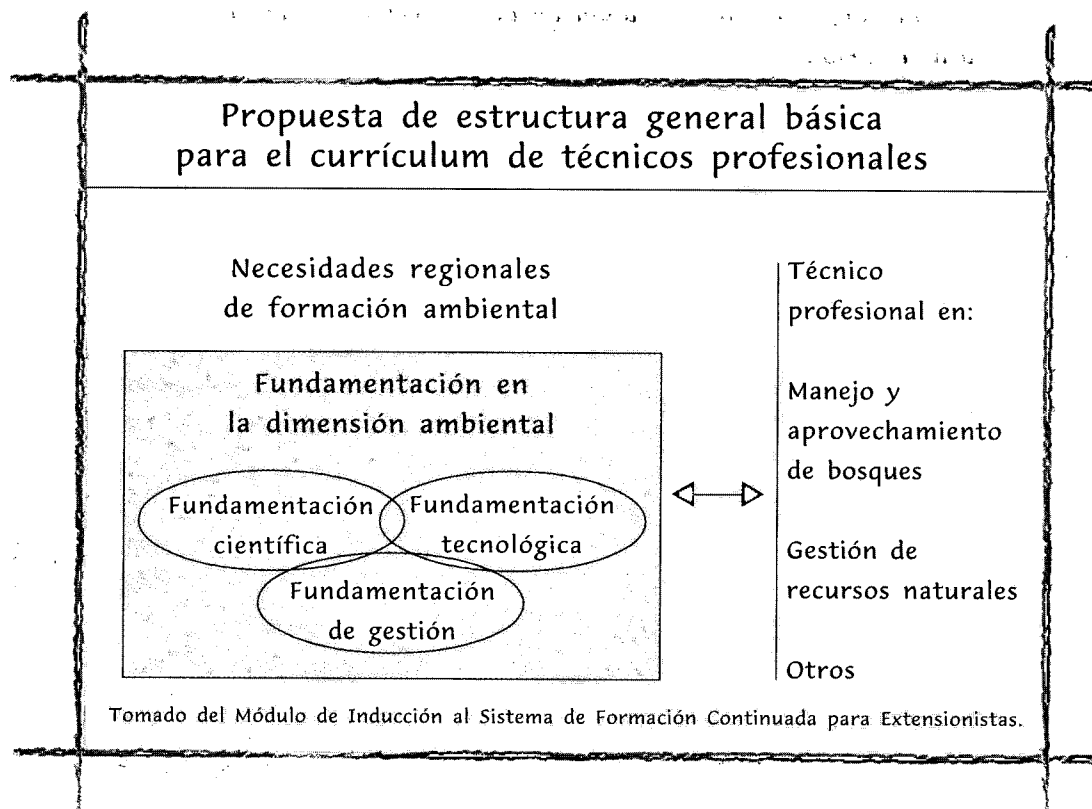 Propuesta de estructura general básica
para el currículum de técnicos profesionales
Necesidades regionales
de formación ambiental
Fundamentación en
la dimensión ambiental
Fundamentación
científica
Fundamentación
tecnológica
Fundamentación
de gestión
Técnico
profesional en:
Manejo y
aprovechamiento
de bosques
Gestión de
recursos naturales
Otros
Tomado del Módulo de Inducción al Sistema de Formación Continuada para Extensionistas.